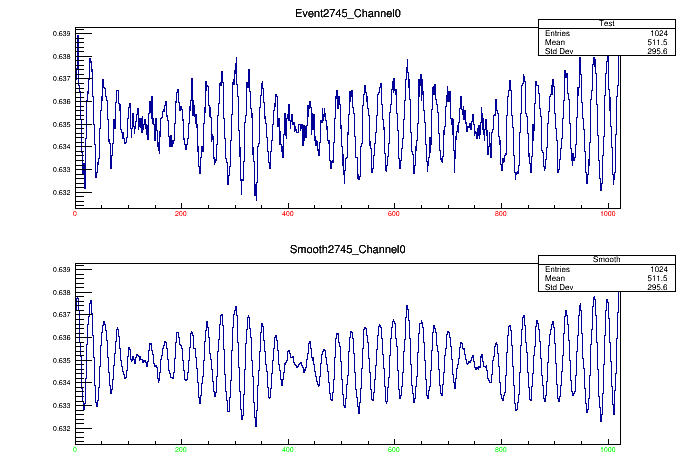 Event2745_Channel0
Test
Entries 1024
Mean 511.5
Std Dev 295.6
0.639
0.638
0.637
0.636
0.635
0.634
0.633
0.632
0 200 400 600 800 1000
Smooth2745_Channel0
Smooth
Entries 1024
Mean 511.5
Std Dev 295.6
0.639
0.638
0.637
0.636
0.635
0.634
0.633
0.632
0 200 400 600 800 1000